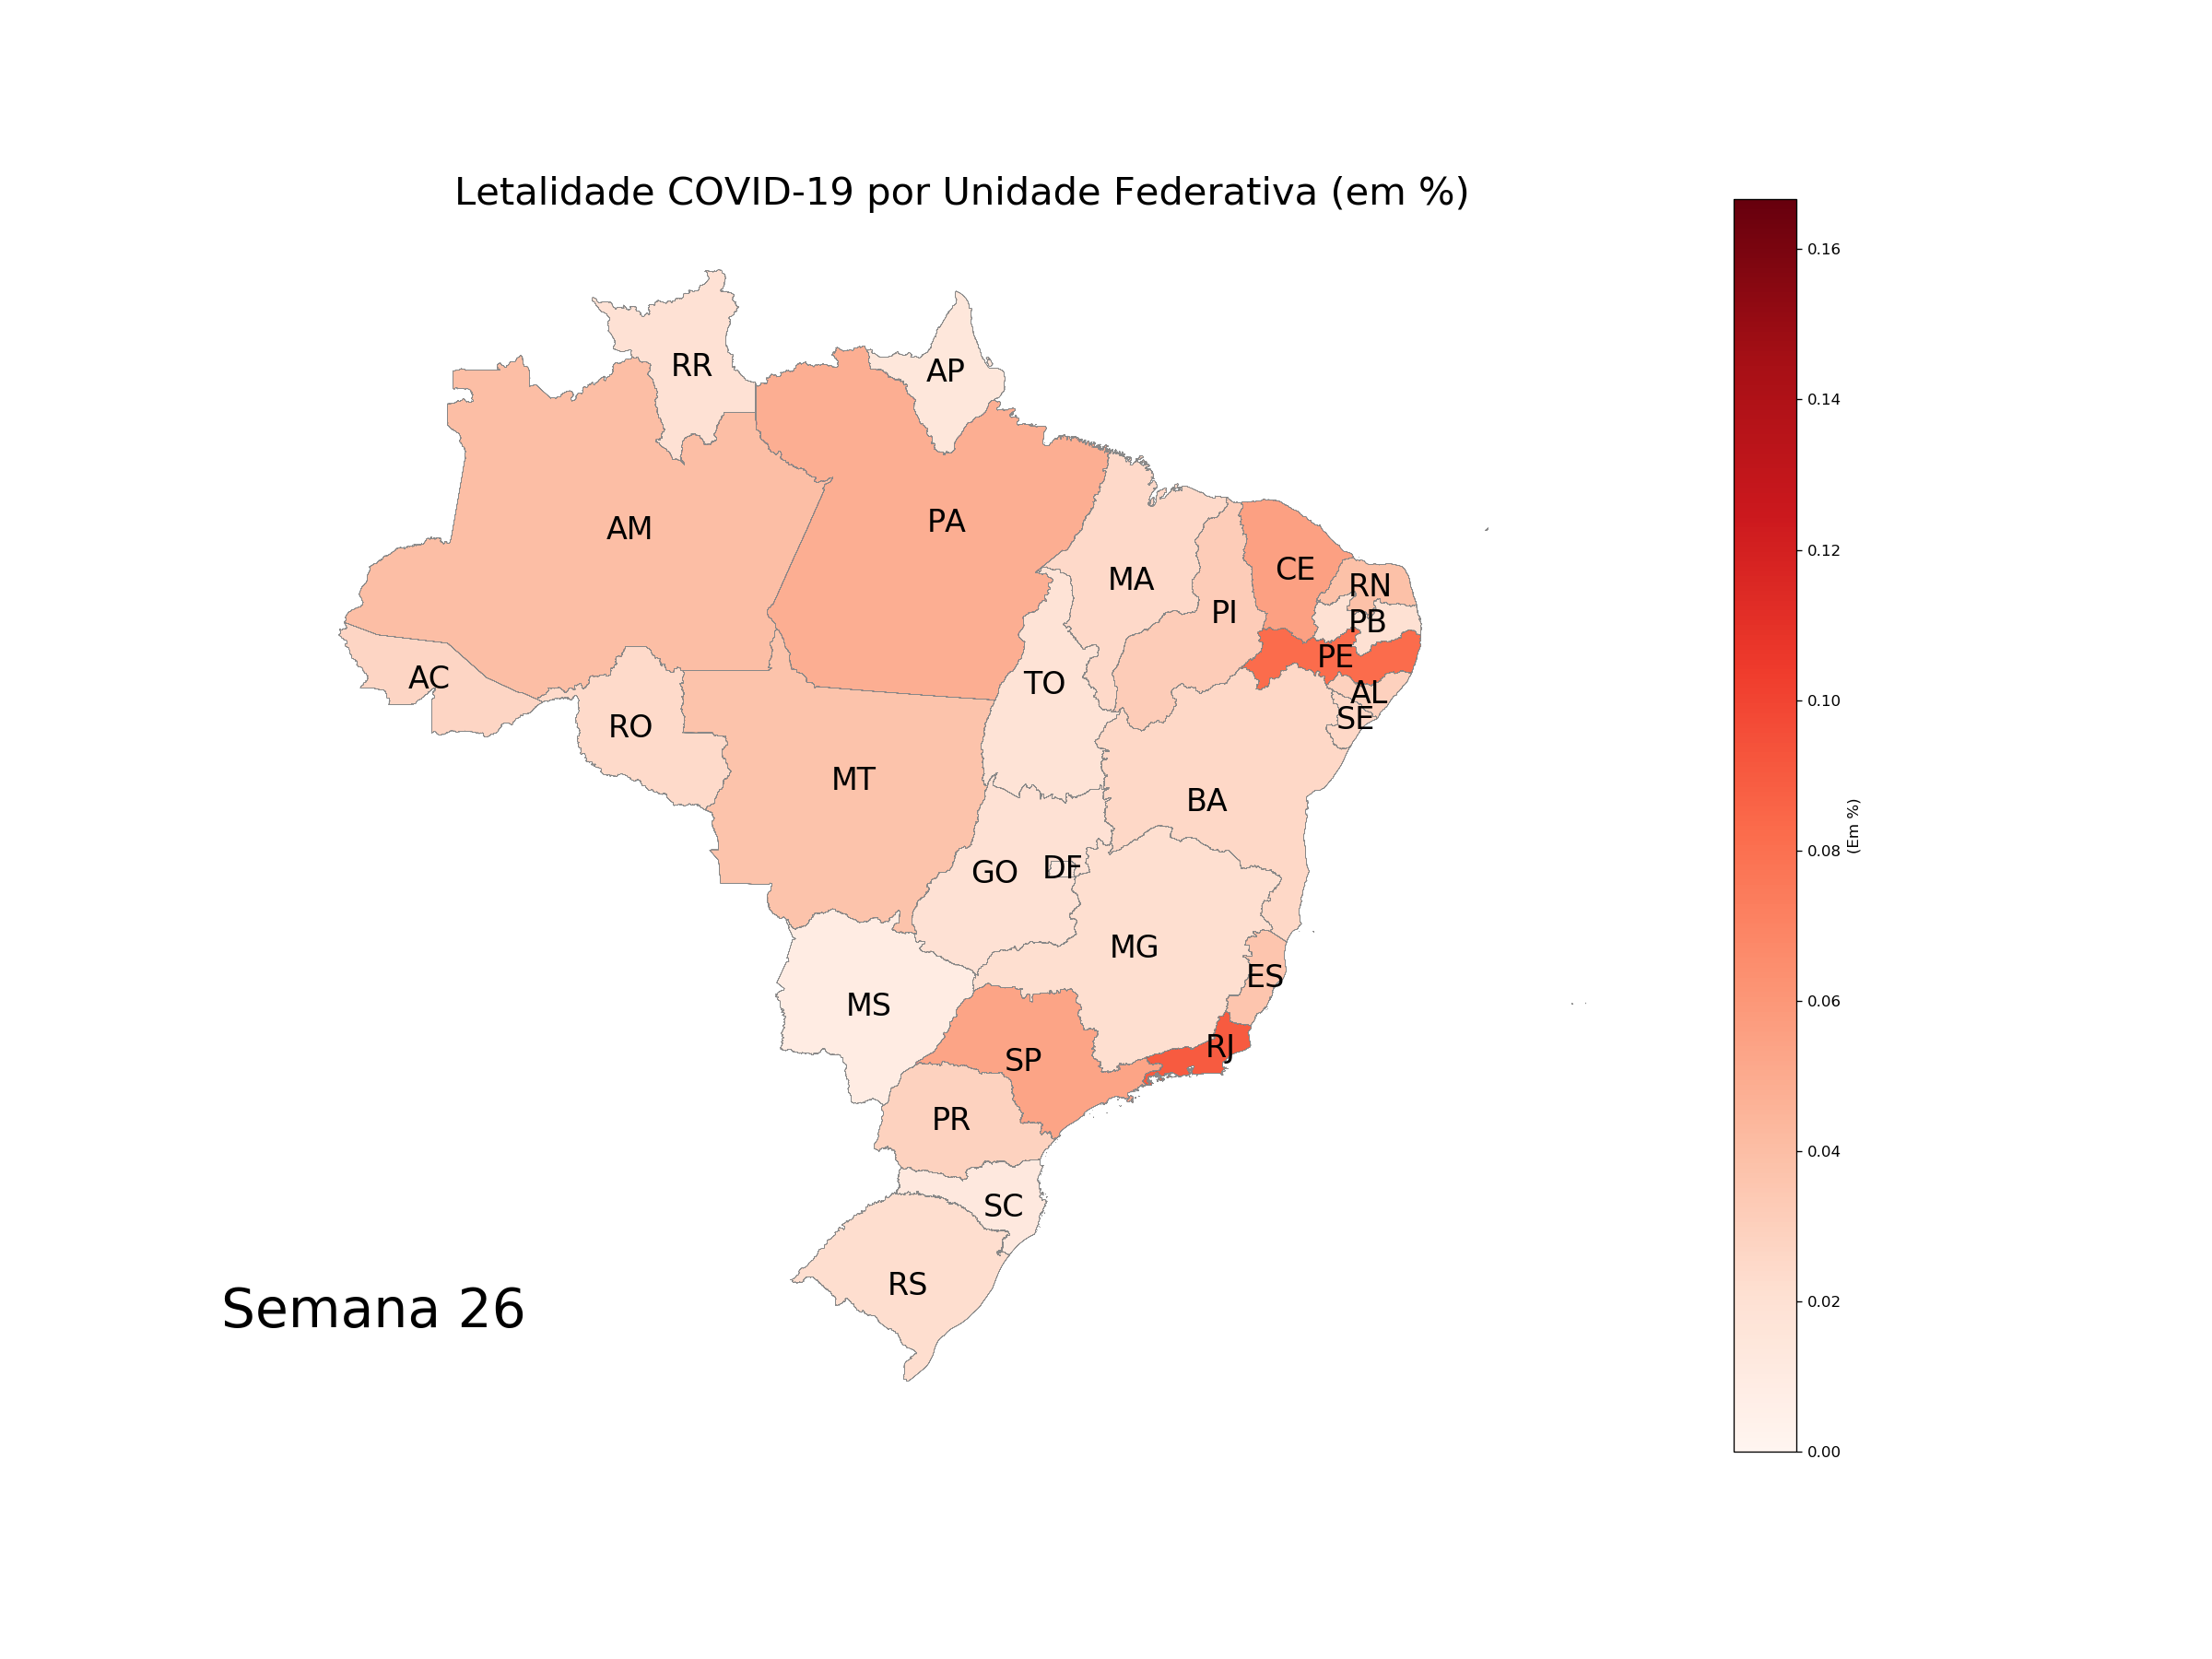 Letalidade COVID-19 por Unidade Federativa (em %)
RR
AP
AM
PA
MA
CE
RN
PI
PB
PE
AC
TO
AL
SE
RO
MT
BA
GO
DF
MG
ES
MS
RJ
SP
PR
SC
RS
Semana 26
0.16
0.14
0.12
0.10
0.08
0.06
0.04
0.02
0.00
(Em %)